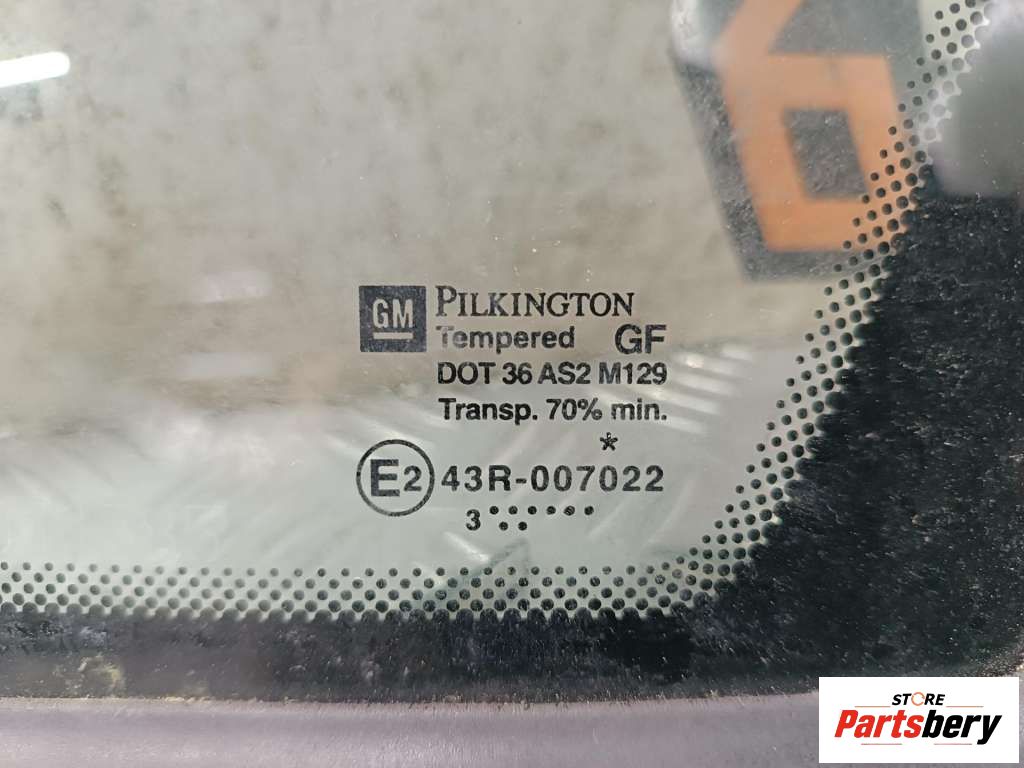 GM PILKINGTON
Tempered GF
DOT 36 AS2 M129
Transp. 70% min.
*
E2 43R-007022
3
STORE
Partsbery